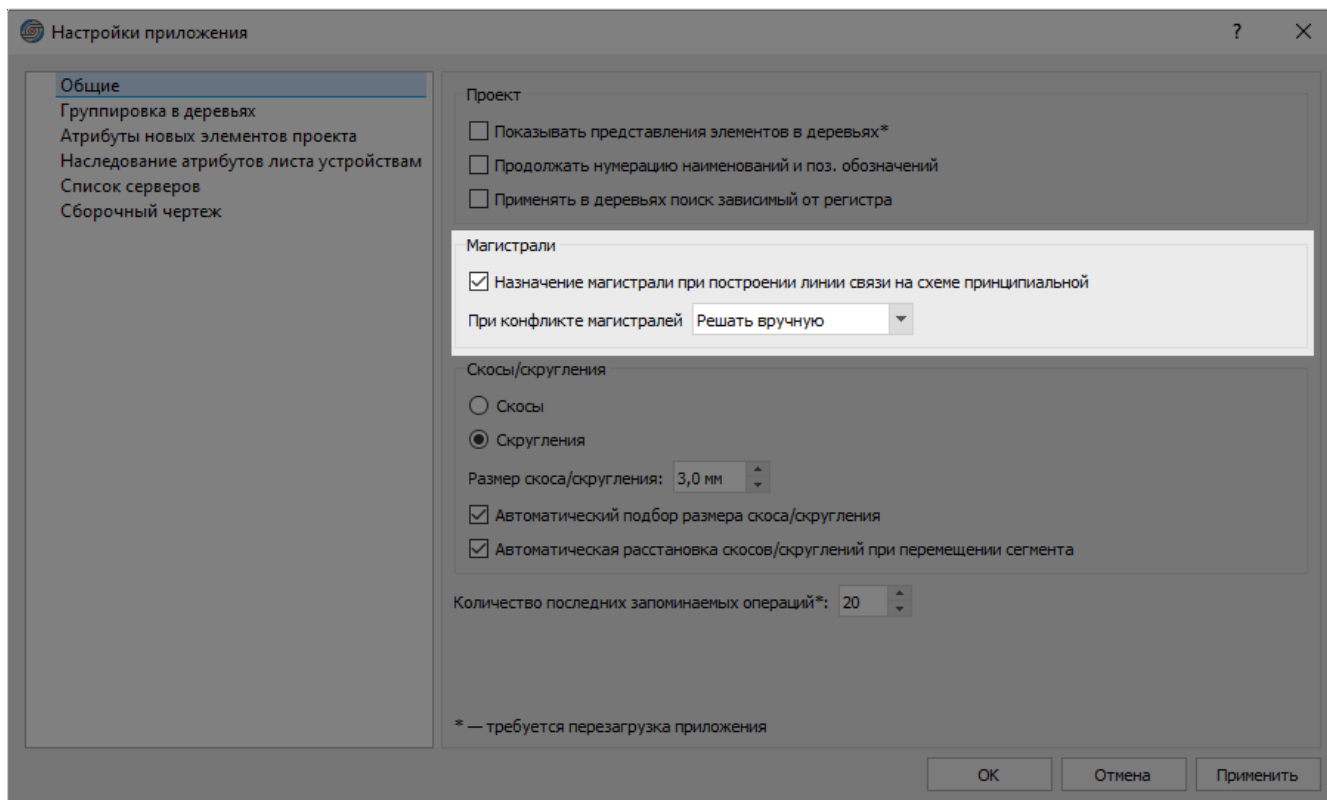 Настройки приложения
?
Общие
Группировка в деревьях
Атрибуты новых элементов проекта
Наследование атрибутов листа устройствам
Список серверов
Сборочный чертеж
Проект
Показывать представления элементов в деревьях*
Продолжать нумерацию наименований и поз. обозначений
Применять в деревьях поиск зависимый от регистра
Магистрали
Назначение магистрали при построении линии связи на схеме принципиальной
При конфликте магистралей Решать вручную
Скосы/скругления
Скосы
Скругления
Размер скоса/скругления: 3,0 мм
Автоматический подбор размера скоса/скругления
Автоматическая расстановка скосов/скруглений при перемещении сегмента
Количество последних запоминаемых операций*: 20
* — требуется перезагрузка приложения
ОК Отмена Применить